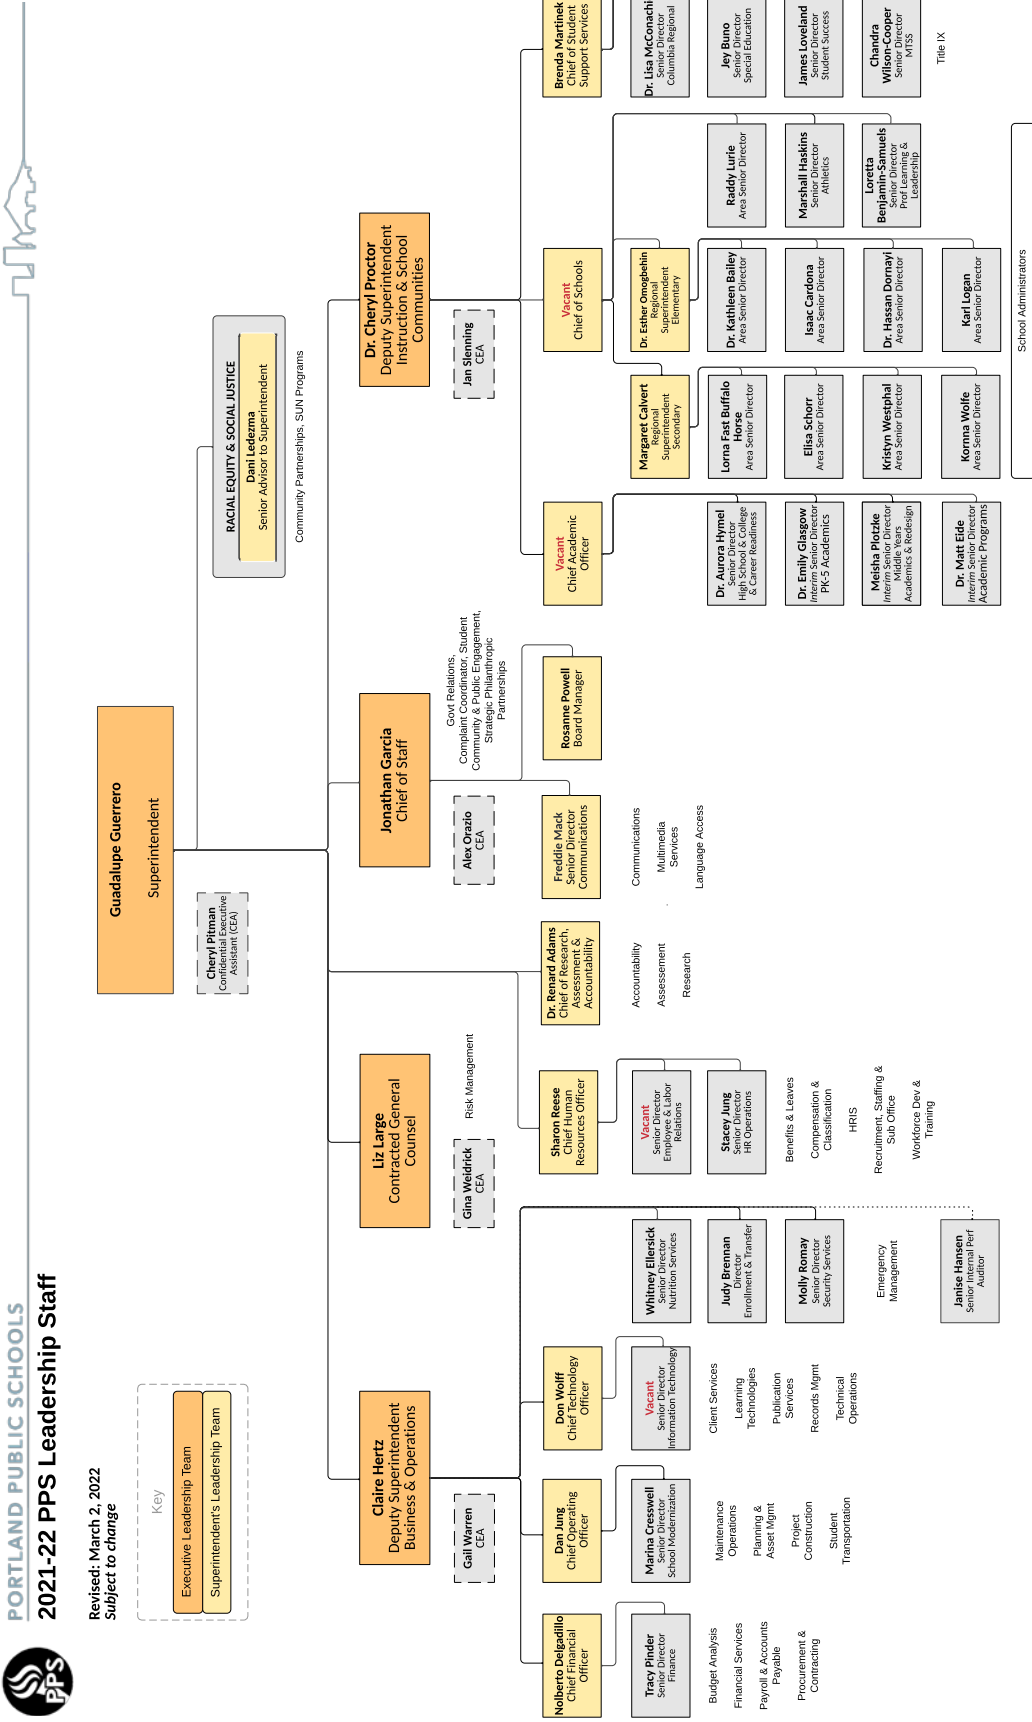 PORTLAND PUBLIC SCHOOLS
2021-22 PPS Leadership Staff
PPS
Revised: March 2, 2022
Subject to change
Key
Executive Leadership Team
Superintendent's Leadership Team
Guadalupe Guerrero
Superintendent
Cheryl Pitman
Confidential Executive
Assistant (CEA)
RACIAL EQUITY & SOCIAL JUSTICE
Dani Ledezma
Senior Advisor to Superintendent
Community Partnerships, SUN Programs
Claire Hertz
Deputy Superintendent
Business & Operations
Gail Warren
CEA
Nolberto Delgadillo
Chief Financial
Officer
Tracy Pinder
Senior Director
Finance
Budget Analysis
Financial Services
Payroll & Accounts
Payable
Procurement &
Contracting
Dan Jung
Chief Operating
Officer
Marina Cresswell
Senior Director
School Modernization
Maintenance
Operations
Planning &
Asset Mgmt
Project
Construction
Student
Transportation
Don Wolff
Chief Technology
Officer
Vacant
Senior Director
Information Technology
Client Services
Learning
Technologies
Publication
Services
Records Mgmt
Technical
Operations
Whitney Ellersick
Senior Director
Nutrition Services
Judy Brennan
Director
Enrollment & Transfer
Molly Romay
Senior Director
Security Services
Emergency
Management
Janise Hansen
Senior Internal Perf
Auditor
Liz Large
Contracted General
Counsel
Gina Weidrick
CEA
Risk Management
Sharon Reese
Chief Human
Resources Officer
Vacant
Senior Director
Employee & Labor
Relations
Stacey Jung
Senior Director
HR Operations
Benefits & Leaves
Compensation &
Classification
HRIS
Recruitment, Staffing &
Sub Office
Workforce Dev &
Training
Dr. Renard Adams
Chief of Research,
Assessment &
Accountability
Accountability
Assessement
Research
Jonathan Garcia
Chief of Staff
Alex Orazio
CEA
Govt Relations,
Complaint Coordinator, Student
Community & Public Engagement,
Strategic Philanthropic
Partnerships
Freddie Mack
Senior Director
Communications
Communications
Multimedia
Services
Language Access
Rosanne Powell
Board Manager
Dr. Cheryl Proctor
Deputy Superintendent
Instruction & School
Communities
Jan Slenning
CEA
Vacant
Chief Academic
Officer
Dr. Aurora Hymel
Senior Director
High School & College
& Career Readiness
Dr. Emily Glasgow
Interim Senior Director
PK-5 Academics
Meisha Plotzke
Interim Senior Director
Middle Years
Academics & Redesign
Dr. Matt Eide
Interim Senior Director
Academic Programs
Vacant
Chief of Schools
Margaret Calvert
Regional
Superintendent
Secondary
Lorna Fast Buffalo
Horse
Area Senior Director
Elisa Schorr
Area Senior Director
Kristyn Westphal
Area Senior Director
Kornna Wolfe
Area Senior Director
Dr. Esther Omogbehin
Regional
Superintendent
Elementary
Dr. Kathleen Bailey
Area Senior Director
Isaac Cardona
Area Senior Director
Dr. Hassan Dornayi
Area Senior Director
Karl Logan
Area Senior Director
Raddy Lurie
Area Senior Director
Marshall Haskins
Senior Director
Athletics
Loretta
Benjamin-Samuels
Senior Director
Prof Learning &
Leadership
School Administrators
Brenda Martinek
Chief of Student
Support Services
Dr. Lisa McConachi
Senior Director
Columbia Regional
Jey Buno
Senior Director
Special Education
James Loveland
Senior Director
Student Success
Chandra
Wilson-Cooper
Senior Director
MTSS
Title IX